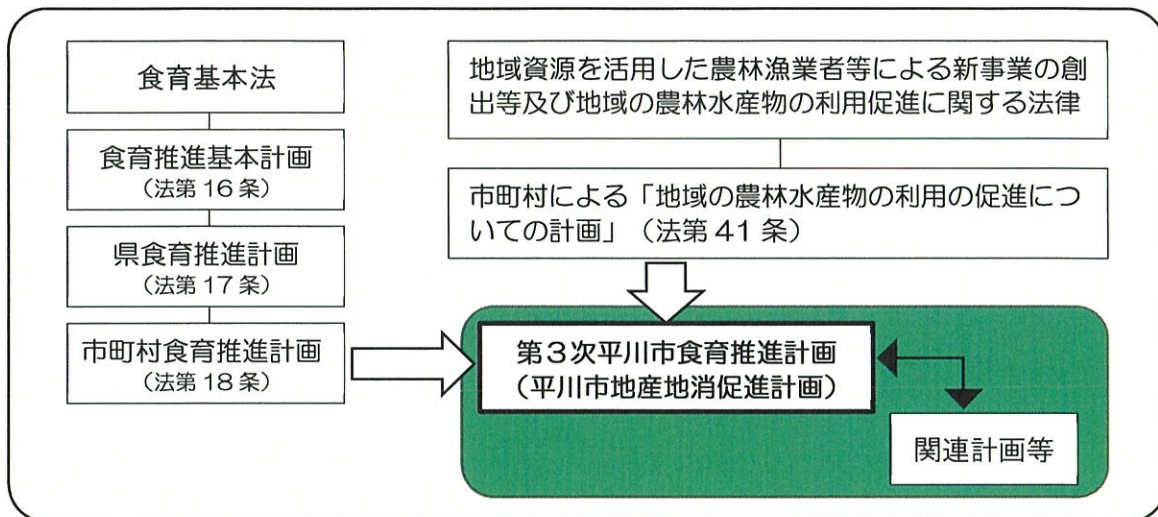 食育基本法
食育推進基本計画
(法第16条)
県食育推進計画
(法第17条)
市町村食育推進計画
(法第18条)
地域資源を活用した農林漁業者等による新事業の創
出等及び地域の農林水産物の利用促進に関する法律
市町村による「地域の農林水産物の利用の促進につ
いての計画」(法第41条)
第3次平川市食育推進計画
(平川市地産地消促進計画)
関連計画等